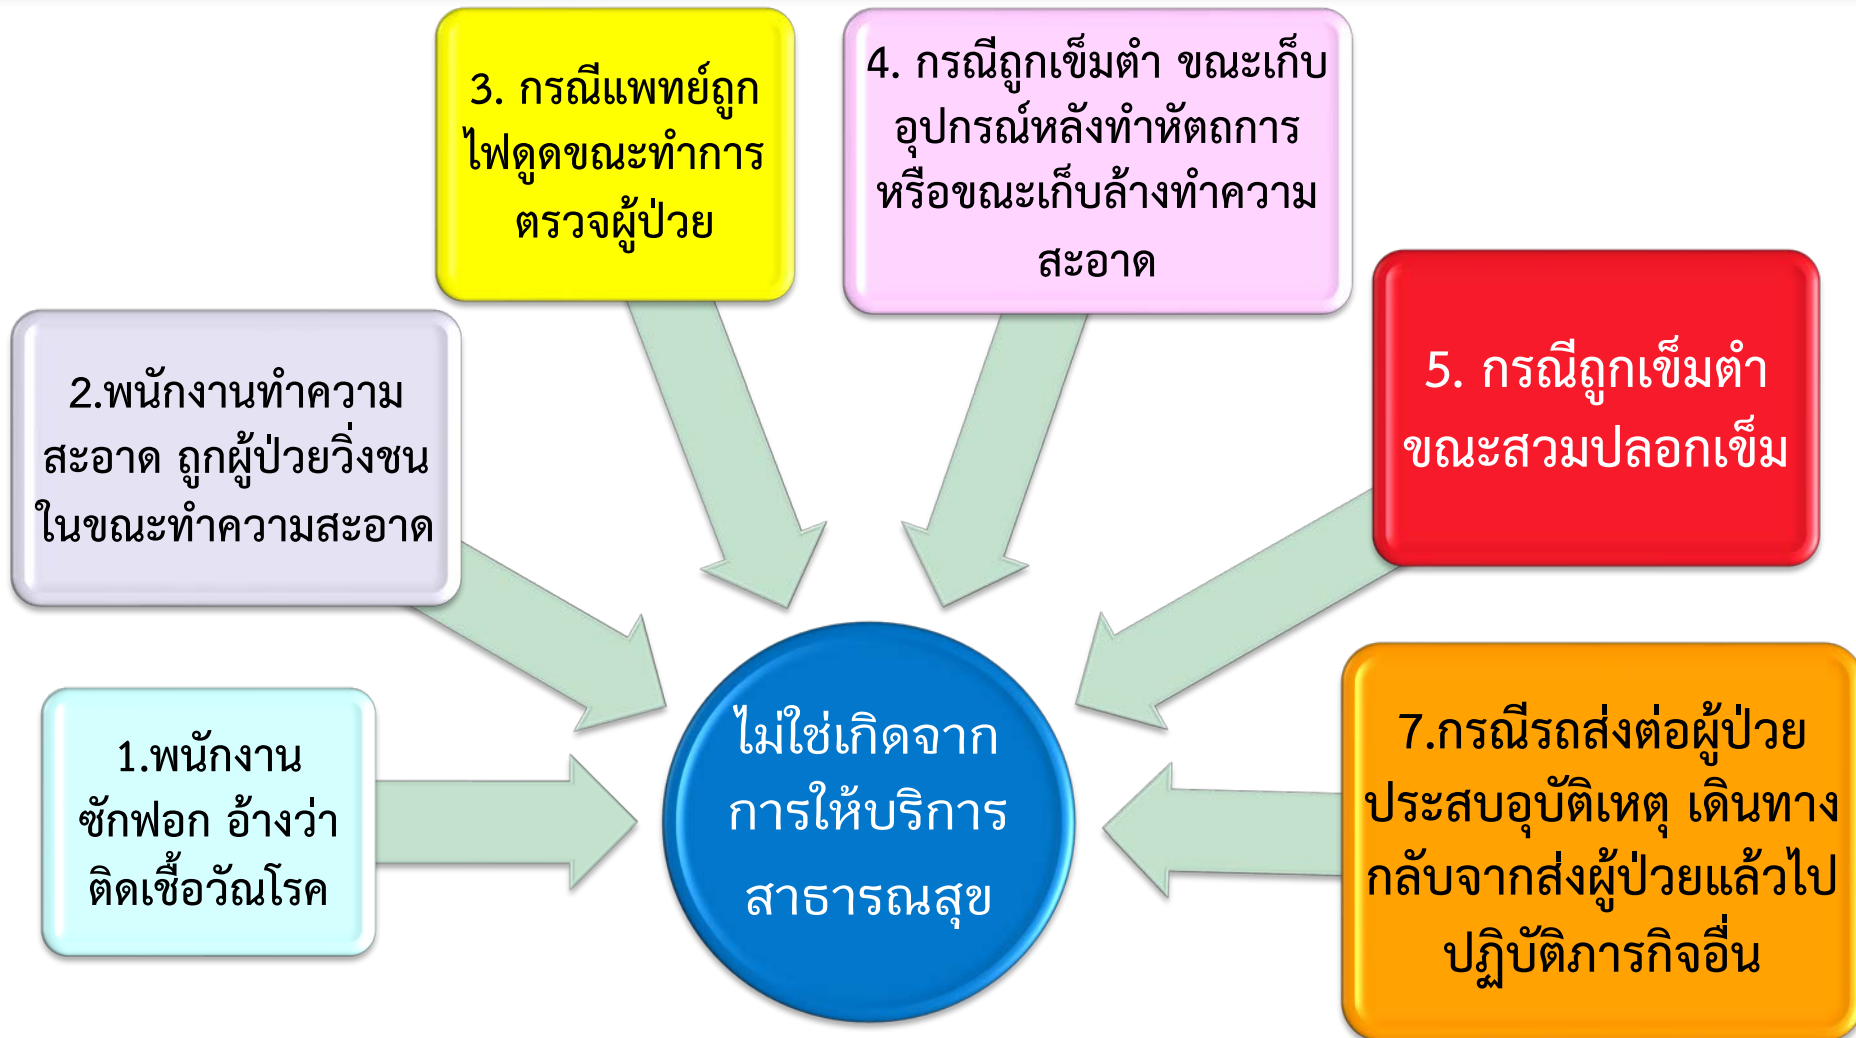 3. กรณีแพทย์ถูก
ไฟดูดขณะทำการ
ตรวจผู้ป่วย
4. กรณีถูกเข็มตำ ขณะเก็บ
อุปกรณ์หลังทำหัตถการ
หรือขณะเก็บล้างทำความ
สะอาด
2.พนักงานทำความ
สะอาด ถูกผู้ป่วยวิ่งชน
ในขณะทำความสะอาด
5. กรณีถูกเข็มตำ
ขณะสวมปลอกเข็ม
1.พนักงาน
ซักฟอก อ้างว่า
ติดเชื้อวัณโรค
ไม่ใช่เกิดจาก
การให้บริการ
สาธารณสุข
7.กรณีรถส่งต่อผู้ป่วย
ประสบอุบัติเหตุ เดินทาง
กลับจากส่งผู้ป่วยแล้วไป
ปฏิบัติภารกิจอื่น